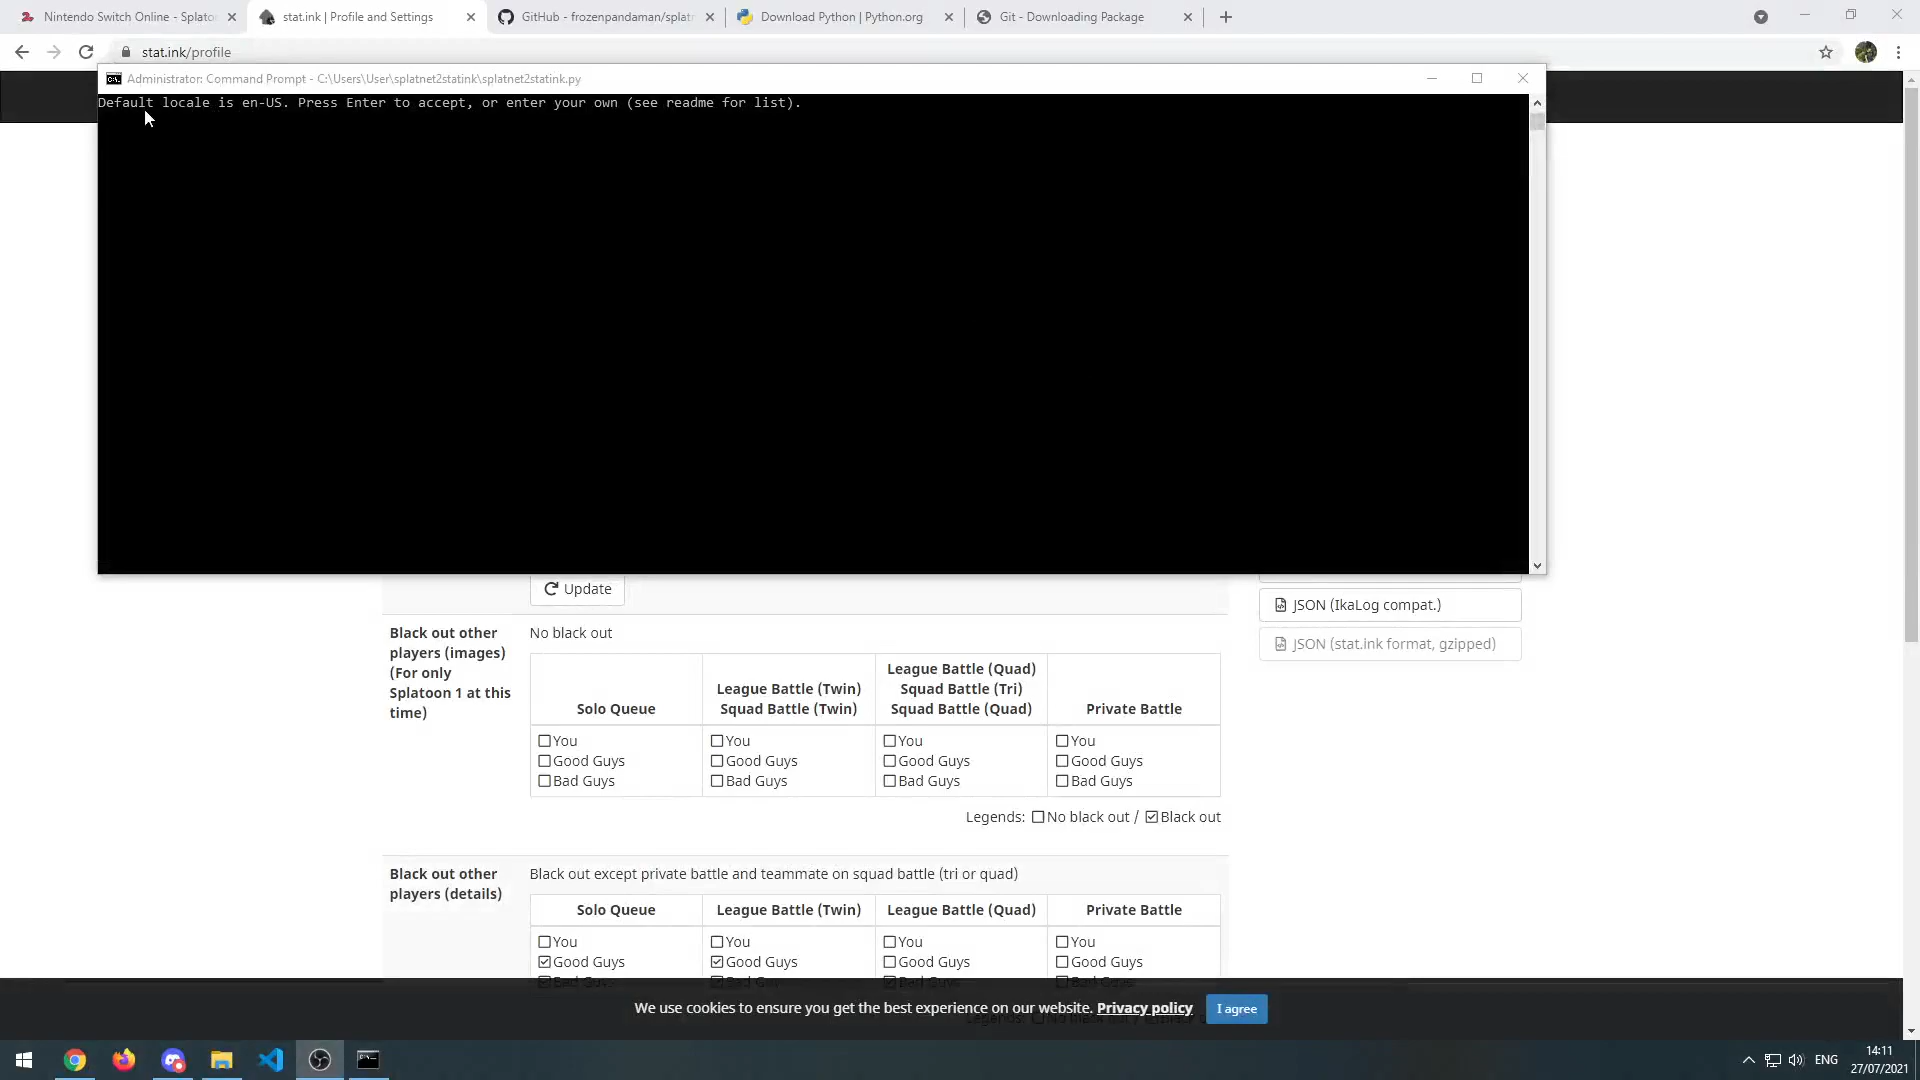 Nintendo Switch Online - Splato
stat.ink | Profile and Settings
GitHub - frozenpandaman/splatn
Download Python | Python.org
Git - Downloading Package
stat.ink/profile
Administrator: Command Prompt - C:\Users\User\splatnet2statink\splatnet2statink.py
Default locale is en-US. Press Enter to accept, or enter your own (see readme for list).
Update
JSON (IkaLog compat.)
JSON (stat.ink format, gzipped)
Black out other
players (images)
(For only
Splatoon 1 at this
time)
No black out
Solo Queue
League Battle (Twin)
Squad Battle (Twin)
League Battle (Quad)
Squad Battle (Tri)
Squad Battle (Quad)
Private Battle
You
Good Guys
Bad Guys
You
Good Guys
Bad Guys
You
Good Guys
Bad Guys
You
Good Guys
Bad Guys
Legends: No black out / Black out
Black out other
players (details)
Black out except private battle and teammate on squad battle (tri or quad)
Solo Queue
League Battle (Twin)
League Battle (Quad)
Private Battle
You
Good Guys
Bad Guys
You
Good Guys
Bad Guys
You
Good Guys
Bad Guys
You
Good Guys
Bad Guys
We use cookies to ensure you get the best experience on our website. Privacy policy
I agree
ENG
14:11
27/07/2021